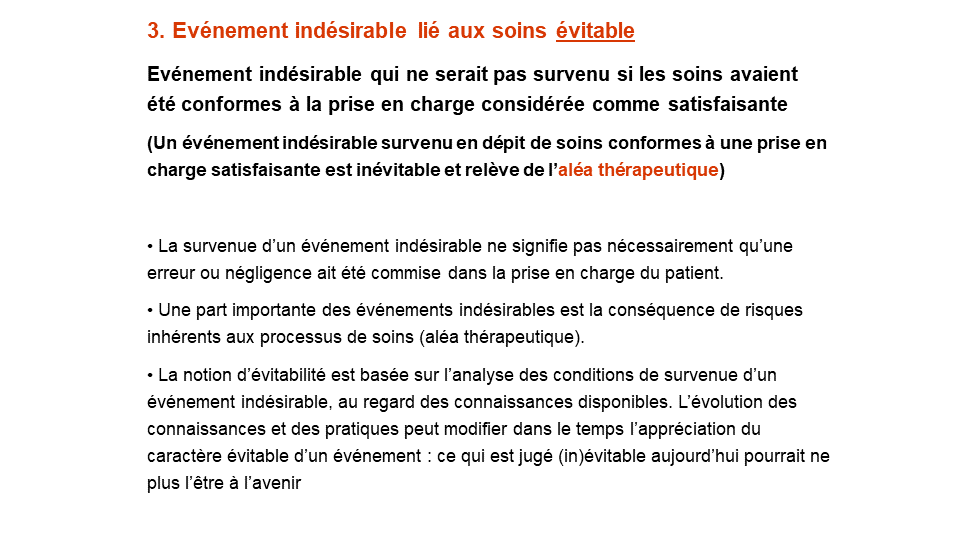 3. Evénement indésirable lié aux soins évitable
Evénement indésirable qui ne serait pas survenu si les soins avaient
été conformes à la prise en charge considérée comme satisfaisante
(Un événement indésirable survenu en dépit de soins conformes à une prise en
charge satisfaisante est inévitable et relève de l’aléa thérapeutique)
• La survenue d’un événement indésirable ne signifie pas nécessairement qu’une
erreur ou négligence ait été commise dans la prise en charge du patient.
• Une part importante des événements indésirables est la conséquence de risques
inhérents aux processus de soins (aléa thérapeutique).
• La notion d’évitabilité est basée sur l’analyse des conditions de survenue d’un
événement indésirable, au regard des connaissances disponibles. L’évolution des
connaissances et des pratiques peut modifier dans le temps l’appréciation du
caractère évitable d’un événement : ce qui est jugé (in)évitable aujourd’hui pourrait ne
plus l’être à l’avenir